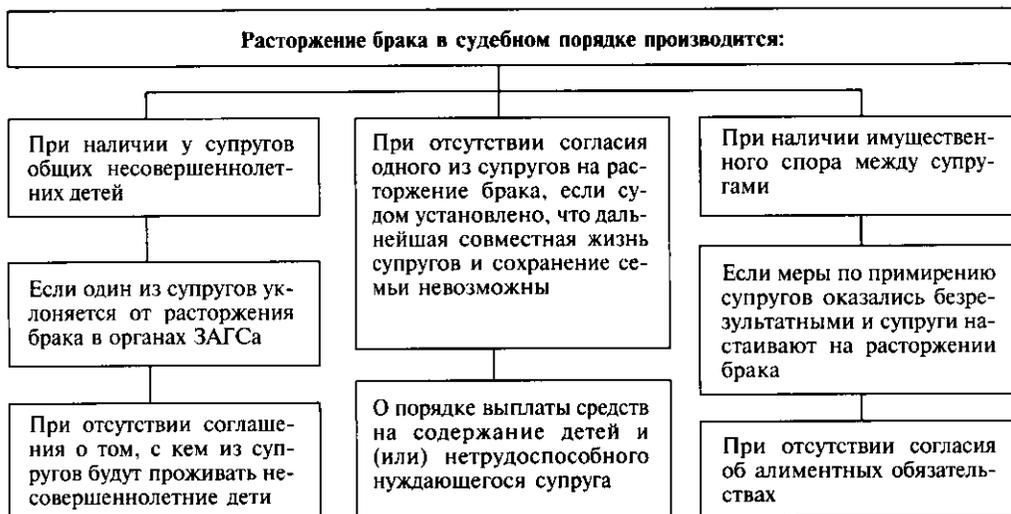 Расторжение брака в судебном порядке производится:
При наличии у супругов
общих несовершеннолет-
них детей
Если один из супругов ук-
лоняется от расторжения
брака в органах ЗАГСа
При отсутствии соглаше-
ния о том, с кем из суп-
ругов будут проживать не-
совершеннолетние дети
При отсутствии согласия
одного из супругов на рас-
торжение брака, если су-
дом установлено, что даль-
нейшая совместная жизнь
супругов и сохранение се-
мьи невозможны
О порядке выплаты средств
на содержание детей и
(или) нетрудоспособного
нуждающегося супруга
При наличии имуществен-
ного спора между супру-
гами
Если меры по примирению
супругов оказались безре-
зультатными и супруги на-
стаивают на расторжении
брака
При отсутствии согласия
об алиментных обязатель-
ствах